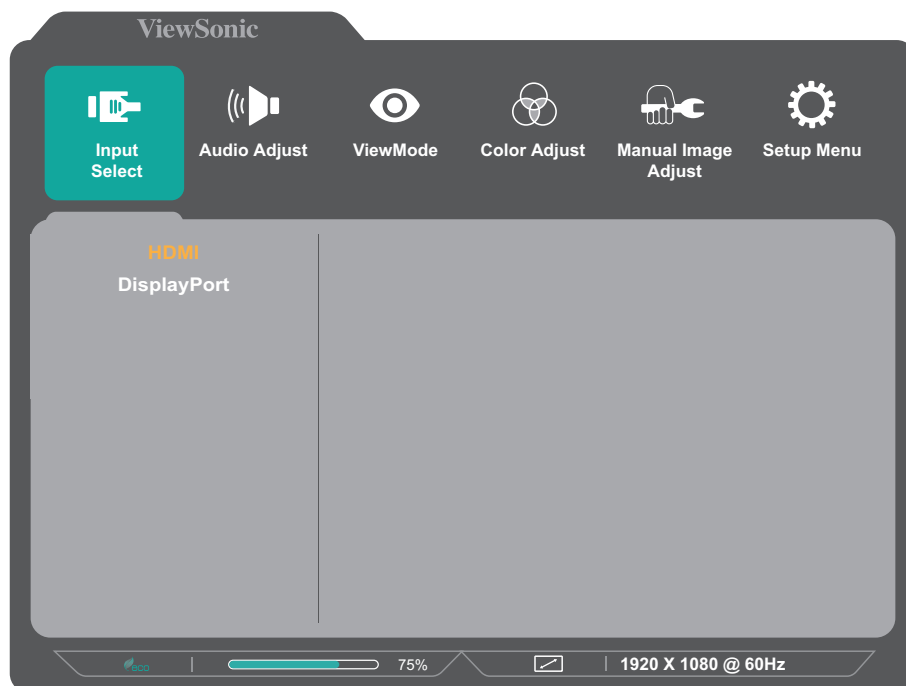 ViewSonic
Input
Select
Audio Adjust
ViewMode
Color Adjust
Manual Image
Adjust
Setup Menu
HDMI
DisplayPort
eco
75%
1920 X 1080 @ 60Hz